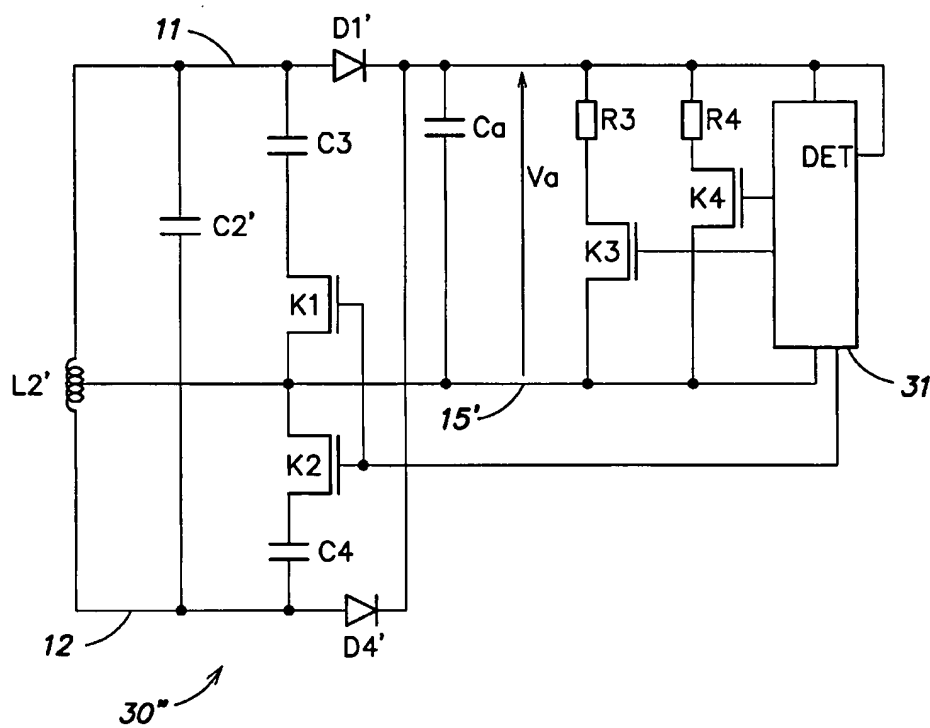 11
D1'
C3
Ca
Va
R3
R4
DET
C2'
K4
K3
K1
L2'
15'
31
K2
C4
12
D4'
30"